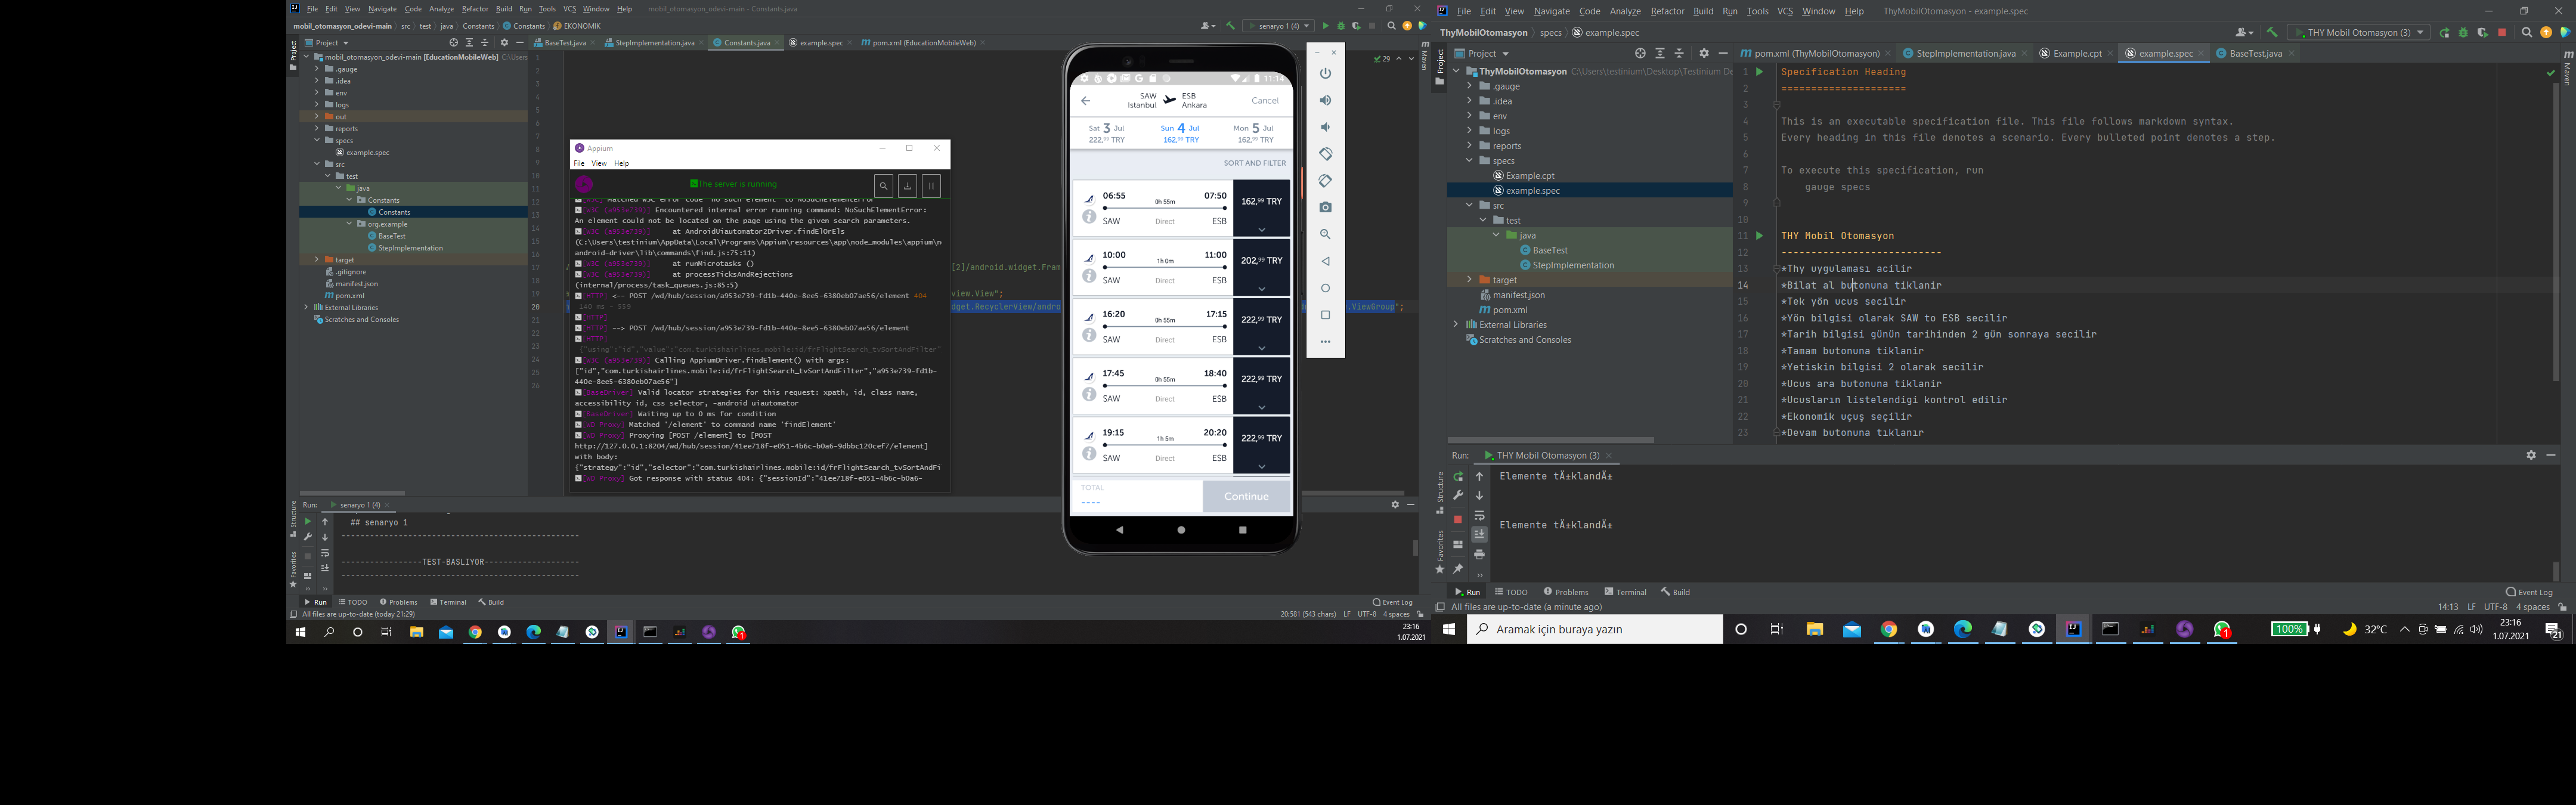 File Edit View Navigate Code Analyze Refactor Build Run Tools VCS Window Help mobil_otomasyon_odevi-main - Constants.java
mobil_otomasyon_odevi-main src test java Constants Constants EKONOMIK
senaryo 1 (4)
Project
BaseTest.java StepImplementation.java Constants.java example.spec pom.xml (EducationMobileWeb)
mobil_otomasyon_odevi-main [EducationMobileWeb] C:\Users
.gauge
.idea
env
logs
out
reports
specs
example.spec
src
test
java
Constants
Constants
org.example
BaseTest
StepImplementation
target
.gitignore
manifest.json
pom.xml
External Libraries
Scratches and Consoles
29
Maven
[2]/android.widget.Fram
view.View";
dget.RecyclerView/andro
.ViewGroup";
Appium
File View Help
The server is running
Matched W3C error code 'no such element' to NoSuchElementError
[W3C (a953e739)] Encountered internal error running command: NoSuchElementError:
An element could not be located on the page using the given search parameters.
[W3C (a953e739)] at AndroidUiautomator2Driver.findElOrEls
(C:\Users\testinium\AppData\Local\Programs\Appium\resources\app\node_modules\appium\n
android-driver\lib\commands\find.js:75:11)
[W3C (a953e739)] at runMicrotasks ()
[W3C (a953e739)] at processTicksAndRejections
(internal/process/task_queues.js:85:5)
[HTTP] <-- POST /wd/hub/session/a953e739-fd1b-440e-8ee5-6380eb07ae56/element 404
140 ms - 559
[HTTP]
[HTTP] --> POST /wd/hub/session/a953e739-fd1b-440e-8ee5-6380eb07ae56/element
[HTTP]
{"using":"id","value":"com.turkishairlines.mobile:id/frFlightSearch_tvSortAndFilter"
[W3C (a953e739)] Calling AppiumDriver.findElement() with args:
["id","com.turkishairlines.mobile:id/frFlightSearch_tvSortAndFilter","a953e739-fd1b-
440e-8ee5-6380eb07ae56"]
[BaseDriver] Valid locator strategies for this request: xpath, id, class name,
accessibility id, css selector, -android uiautomator
[BaseDriver] Waiting up to 0 ms for condition
[WD Proxy] Matched '/element' to command name 'findElement'
[WD Proxy] Proxying [POST /element] to [POST
http://127.0.0.1:8204/wd/hub/session/41ee718f-e051-4b6c-b0a6-9dbbc120cef7/element]
with body:
{"strategy":"id","selector":"com.turkishairlines.mobile:id/frFlightSearch_tvSortAndFi
[WD Proxy] Got response with status 404: {"sessionId":"41ee718f-e051-4b6c-b0a6-
11:14
SAW ESB
Istanbul Ankara
Cancel
Sat 3 Jul Sun 4 Jul Mon 5 Jul
222,99 TRY 162,99 TRY 162,99 TRY
SORT AND FILTER
06:55 0h 55m 07:50 162,99 TRY
SAW Direct ESB
10:00 1h 0m 11:00 202,99 TRY
SAW Direct ESB
16:20 0h 55m 17:15 222,99 TRY
SAW Direct ESB
17:45 0h 55m 18:40 222,99 TRY
SAW Direct ESB
19:15 1h 5m 20:20 222,99 TRY
SAW Direct ESB
TOTAL
----
Continue
Run: senaryo 1 (4)
## senaryo 1
----------------TEST-BASLIYOR-------------------
Structure
Favorites
Run TODO Problems Terminal Build Event Log
All files are up-to-date (today 21:29)
20:581 (543 chars) LF UTF-8 4 spaces
23:16
1.07.2021
File Edit View Navigate Code Analyze Refactor Build Run Tools VCS Window Help ThyMobilOtomasyon - example.spec
ThyMobilOtomasyon specs example.spec
THY Mobil Otomasyon (3)
Project
pom.xml (ThyMobilOtomasyon) StepImplementation.java Example.cpt example.spec BaseTest.java
ThyMobilOtomasyon C:\Users\testinium\Desktop\Testinium De
.gauge
.idea
env
logs
reports
specs
Example.cpt
example.spec
src
test
java
BaseTest
StepImplementation
target
manifest.json
pom.xml
External Libraries
Scratches and Consoles
1 Specification Heading
2 =====================
3
4 This is an executable specification file. This file follows markdown syntax.
5 Every heading in this file denotes a scenario. Every bulleted point denotes a step.
6
7 To execute this specification, run
8 gauge specs
9
10
11 THY Mobil Otomasyon
12 ---------------------------
13 *Thy uygulaması acilir
14 *Bilat al butonuna tiklanir
15 *Tek yön ucus secilir
16 *Yön bilgisi olarak SAW to ESB secilir
17 *Tarih bilgisi günün tarihinden 2 gün sonraya secilir
18 *Tamam butonuna tiklanir
19 *Yetiskin bilgisi 2 olarak secilir
20 *Ucus ara butonuna tiklanir
21 *Ucusların listelendigi kontrol edilir
22 *Ekonomik uçuş seçilir
23 *Devam butonuna tıklanır
Maven
Run: THY Mobil Otomasyon (3)
Elemente tÄ±klandÄ±
Elemente tÄ±klandÄ±
Structure
Favorites
Run TODO Problems Terminal Build Event Log
All files are up-to-date (a minute ago)
14:13 LF UTF-8 4 spaces
Aramak için buraya yazın
100% 32°C
23:16
1.07.2021
21